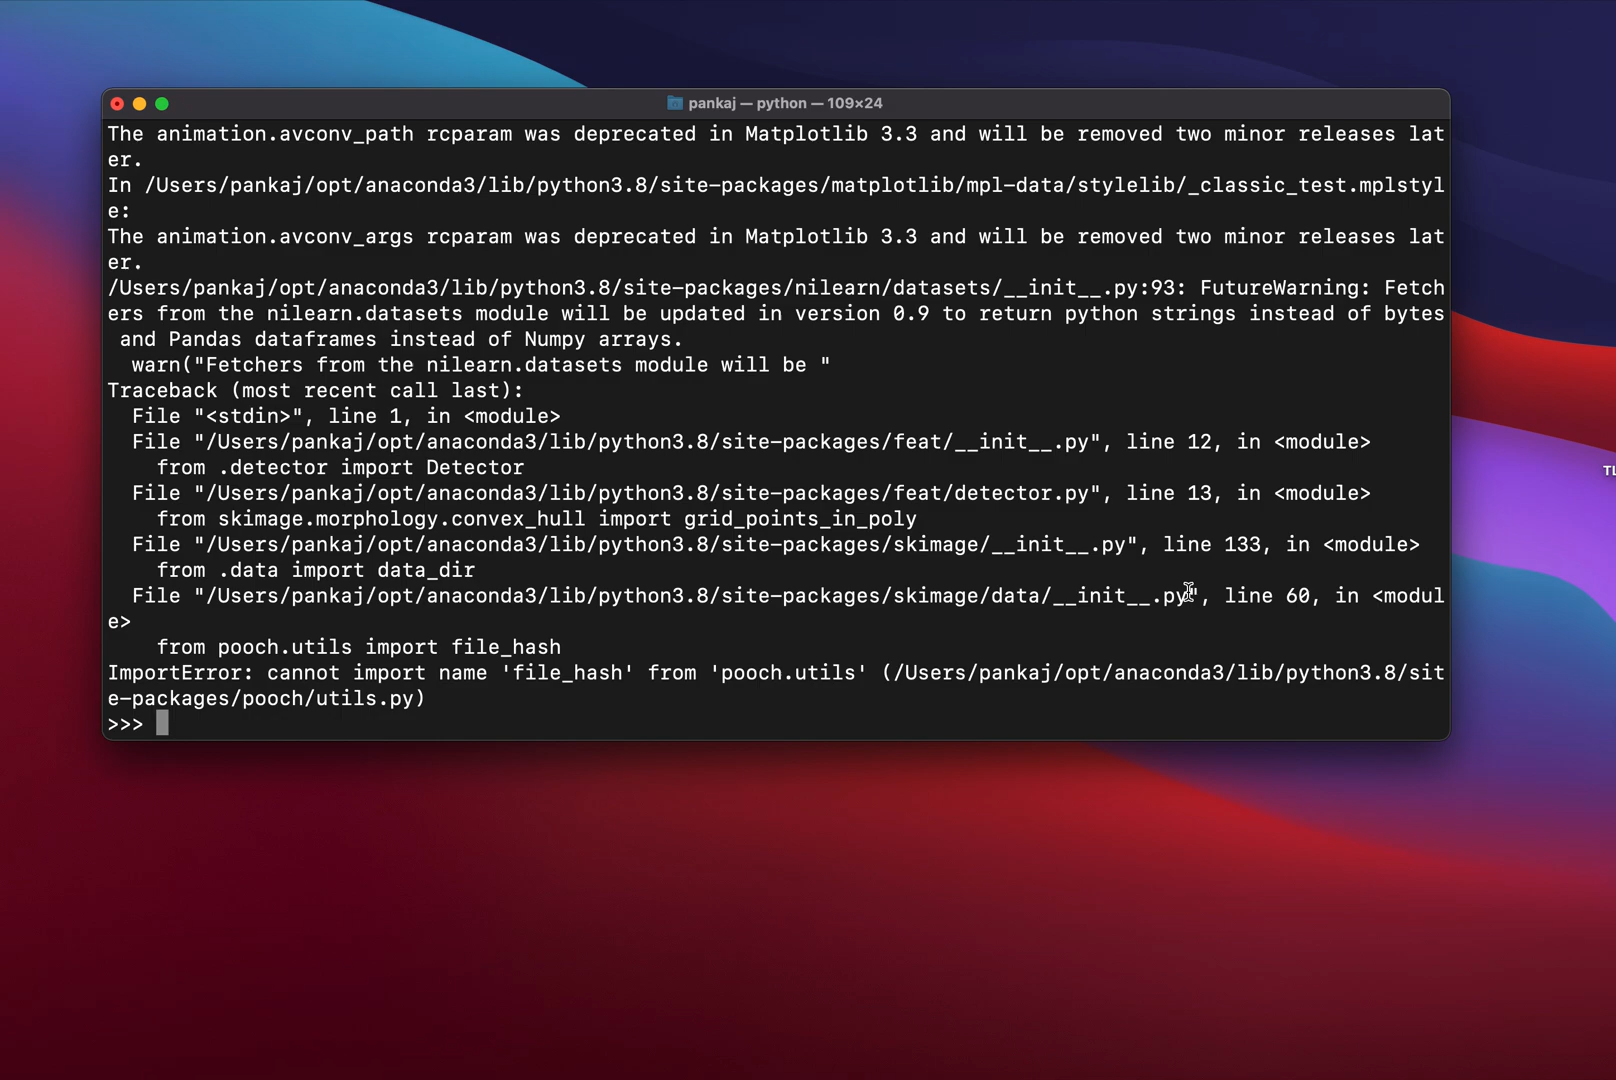 pankaj — python — 109×24
The animation.avconv_path rcparam was deprecated in Matplotlib 3.3 and will be removed two minor releases lat
er.
In /Users/pankaj/opt/anaconda3/lib/python3.8/site-packages/matplotlib/mpl-data/stylelib/_classic_test.mplstyl
e:
The animation.avconv_args rcparam was deprecated in Matplotlib 3.3 and will be removed two minor releases lat
er.
/Users/pankaj/opt/anaconda3/lib/python3.8/site-packages/nilearn/datasets/__init__.py:93: FutureWarning: Fetch
ers from the nilearn.datasets module will be updated in version 0.9 to return python strings instead of bytes
 and Pandas dataframes instead of Numpy arrays.
  warn("Fetchers from the nilearn.datasets module will be "
Traceback (most recent call last):
  File "<stdin>", line 1, in <module>
  File "/Users/pankaj/opt/anaconda3/lib/python3.8/site-packages/feat/__init__.py", line 12, in <module>
    from .detector import Detector
  File "/Users/pankaj/opt/anaconda3/lib/python3.8/site-packages/feat/detector.py", line 13, in <module>
    from skimage.morphology.convex_hull import grid_points_in_poly
  File "/Users/pankaj/opt/anaconda3/lib/python3.8/site-packages/skimage/__init__.py", line 133, in <module>
    from .data import data_dir
  File "/Users/pankaj/opt/anaconda3/lib/python3.8/site-packages/skimage/data/__init__.py", line 60, in <modul
e>
    from pooch.utils import file_hash
ImportError: cannot import name 'file_hash' from 'pooch.utils' (/Users/pankaj/opt/anaconda3/lib/python3.8/sit
e-packages/pooch/utils.py)
>>>